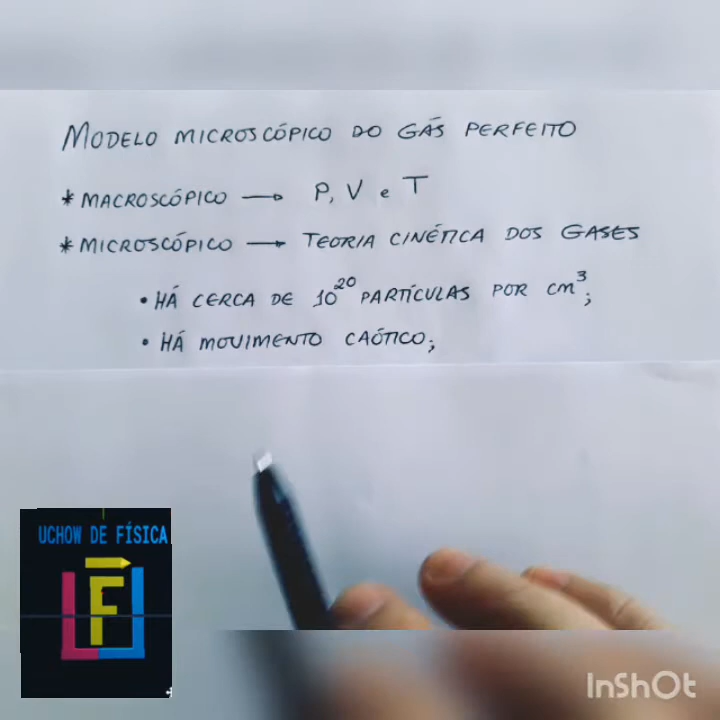 MODELO MICROSCÓPICO DO GÁS PERFEITO
* MACROSCÓPICO → P, V e T
* MICROSCÓPICO → TEORIA CINÉTICA DOS GASES
• HÁ CERCA DE 10²⁰ PARTÍCULAS POR cm³;
• HÁ MOVIMENTO CAÓTICO;
UCHOW DE FÍSICA
F
InShOt